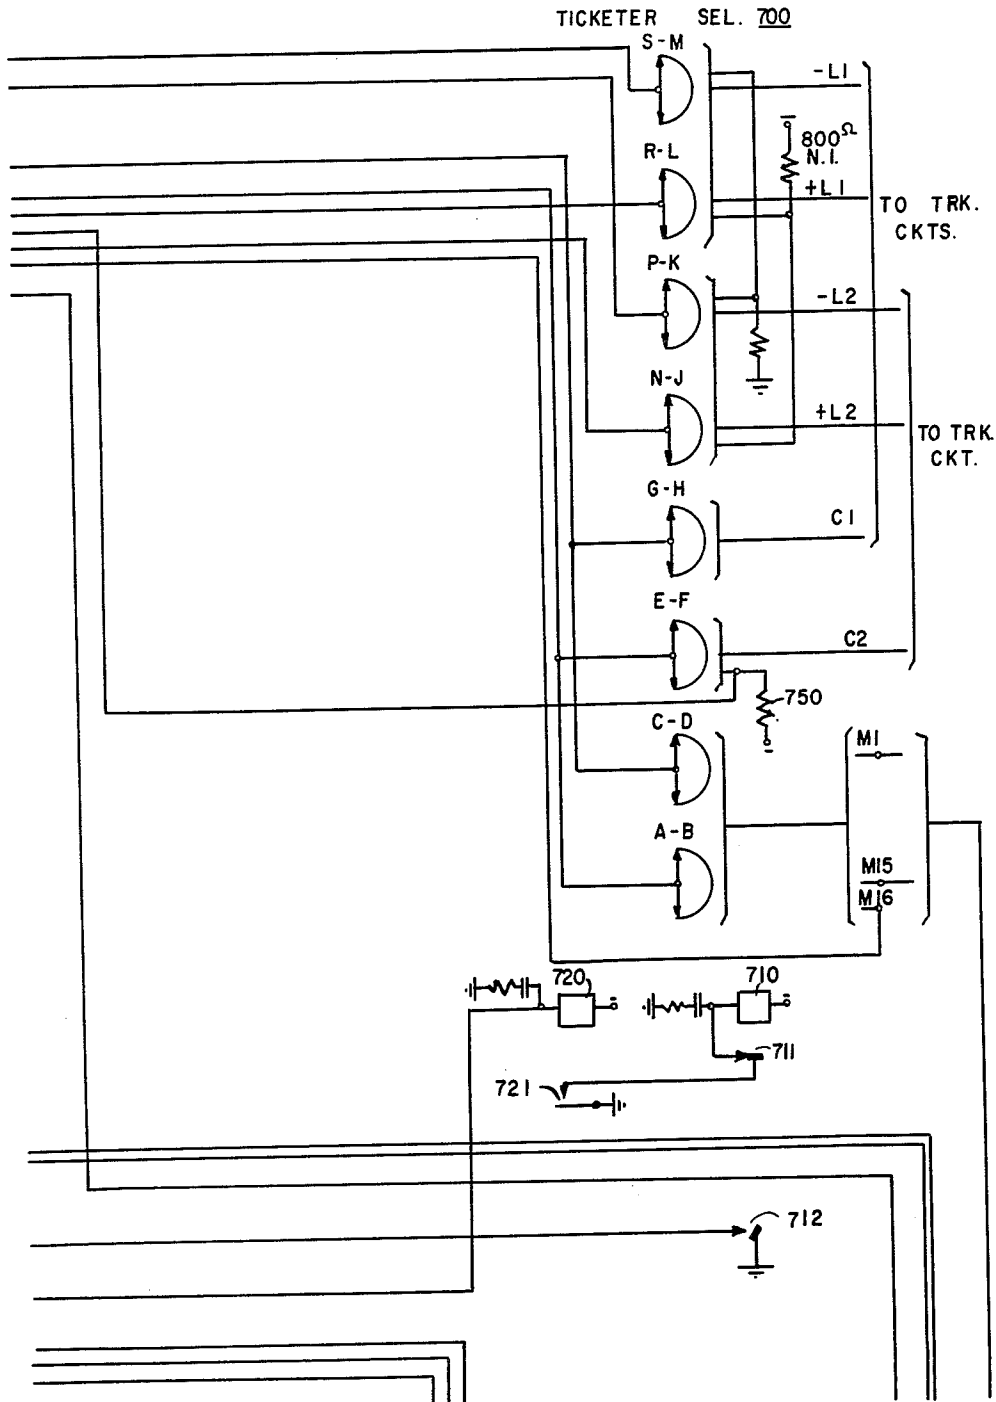 TICKETER SEL. 700
S-M
-L1
800Ω
N.I.
R-L
+L1
TO TRK.
CKTS.
P-K
-L2
N-J
+L2
TO TRK.
CKT.
G-H
C1
E-F
C2
750
C-D
M1
A-B
M15
M16
720
710
711
721
712